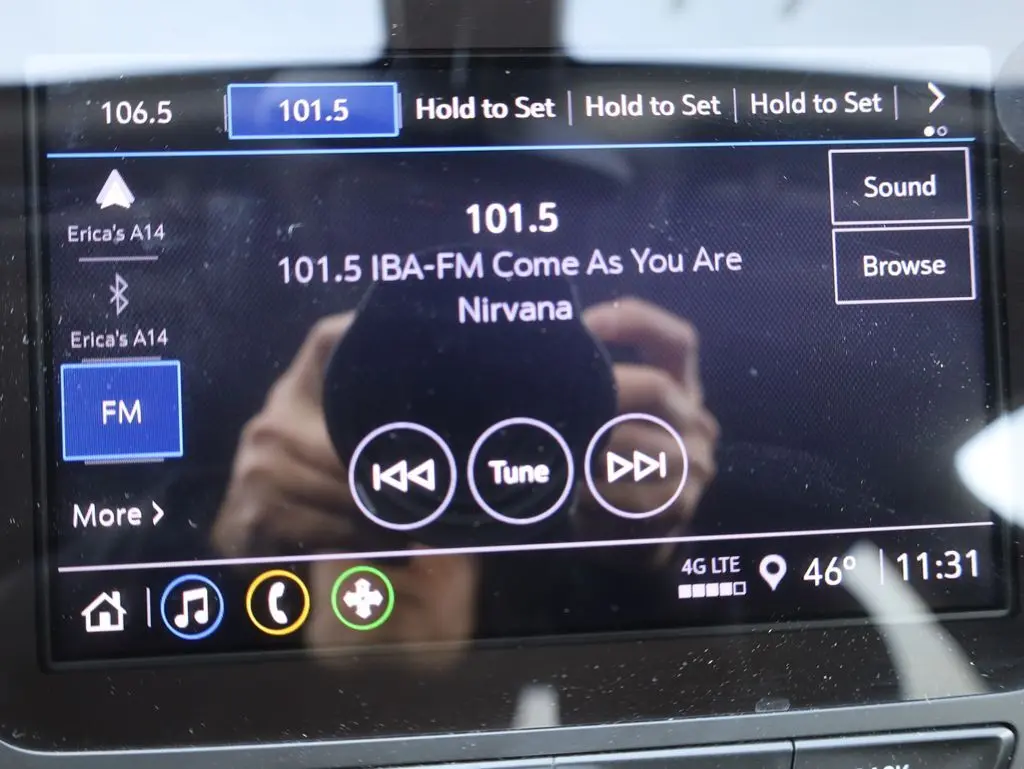 106.5 101.5 Hold to Set Hold to Set Hold to Set
Erica's A14
Erica's A14
FM
More
101.5
101.5 IBA-FM Come As You Are
Nirvana
Sound
Browse
Tune
4G LTE
46° 11:31